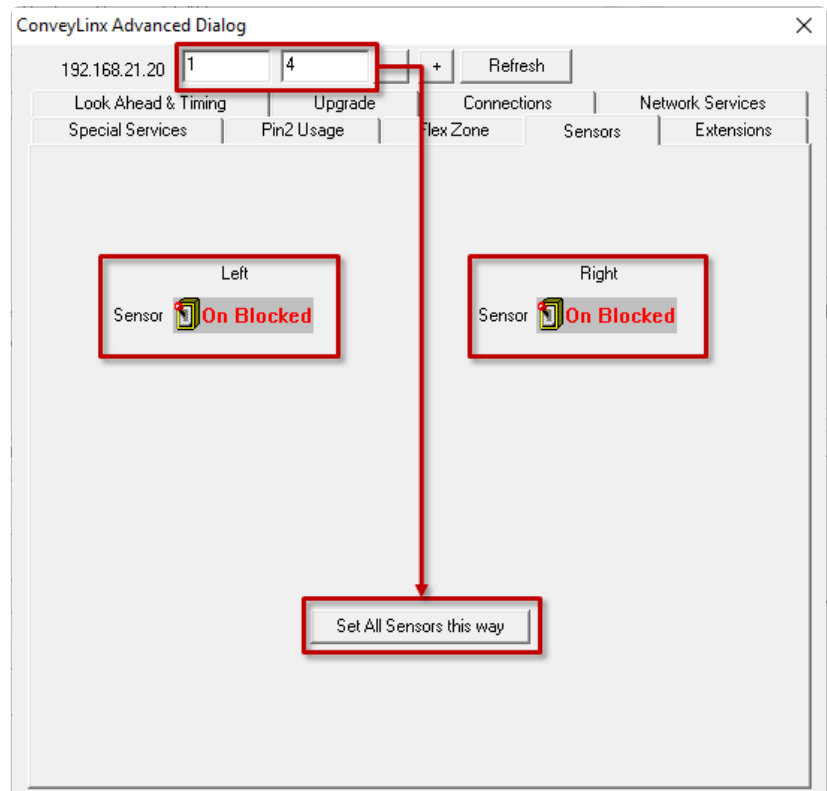 ConveyLinx Advanced Dialog
192.168.21.20 1 4 + Refresh
Look Ahead & Timing Upgrade Connections Network Services
Special Services Pin2 Usage Flex Zone Sensors Extensions
Left Right
Sensor On Blocked Sensor On Blocked
Set All Sensors this way